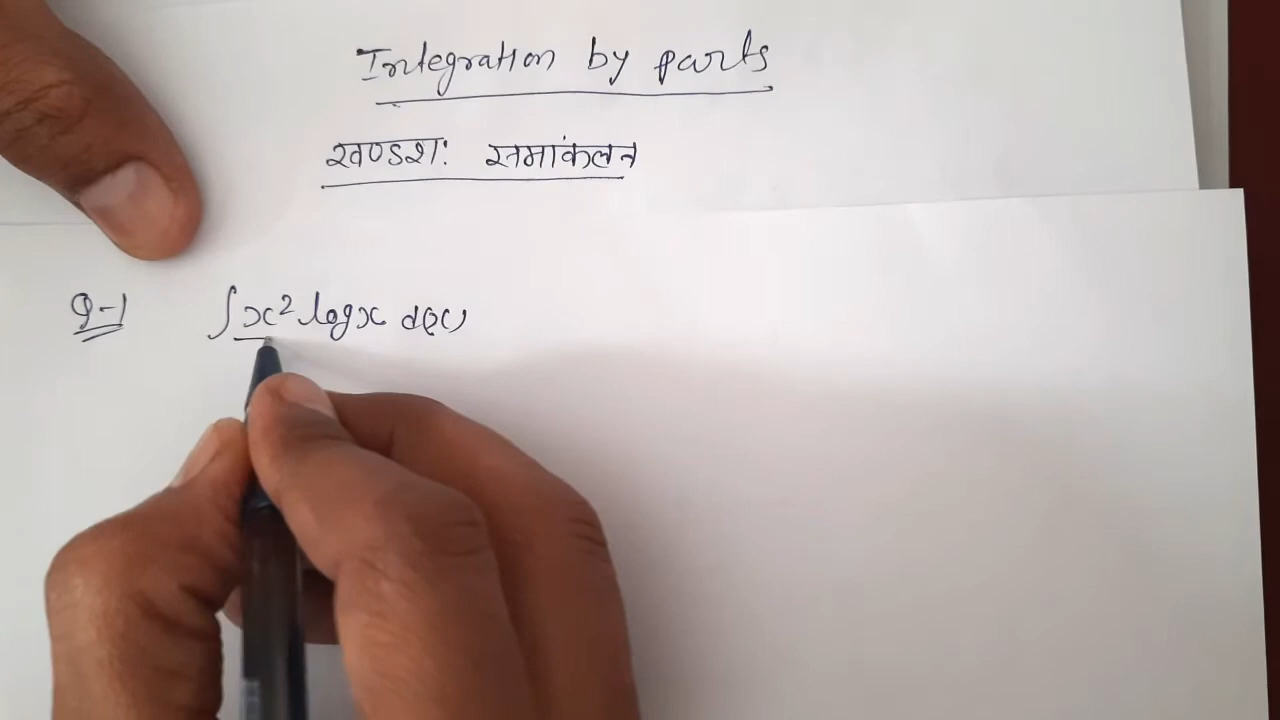 Integration by parts
खण्डश: समांकलन
Q-1 ∫x² logx dx